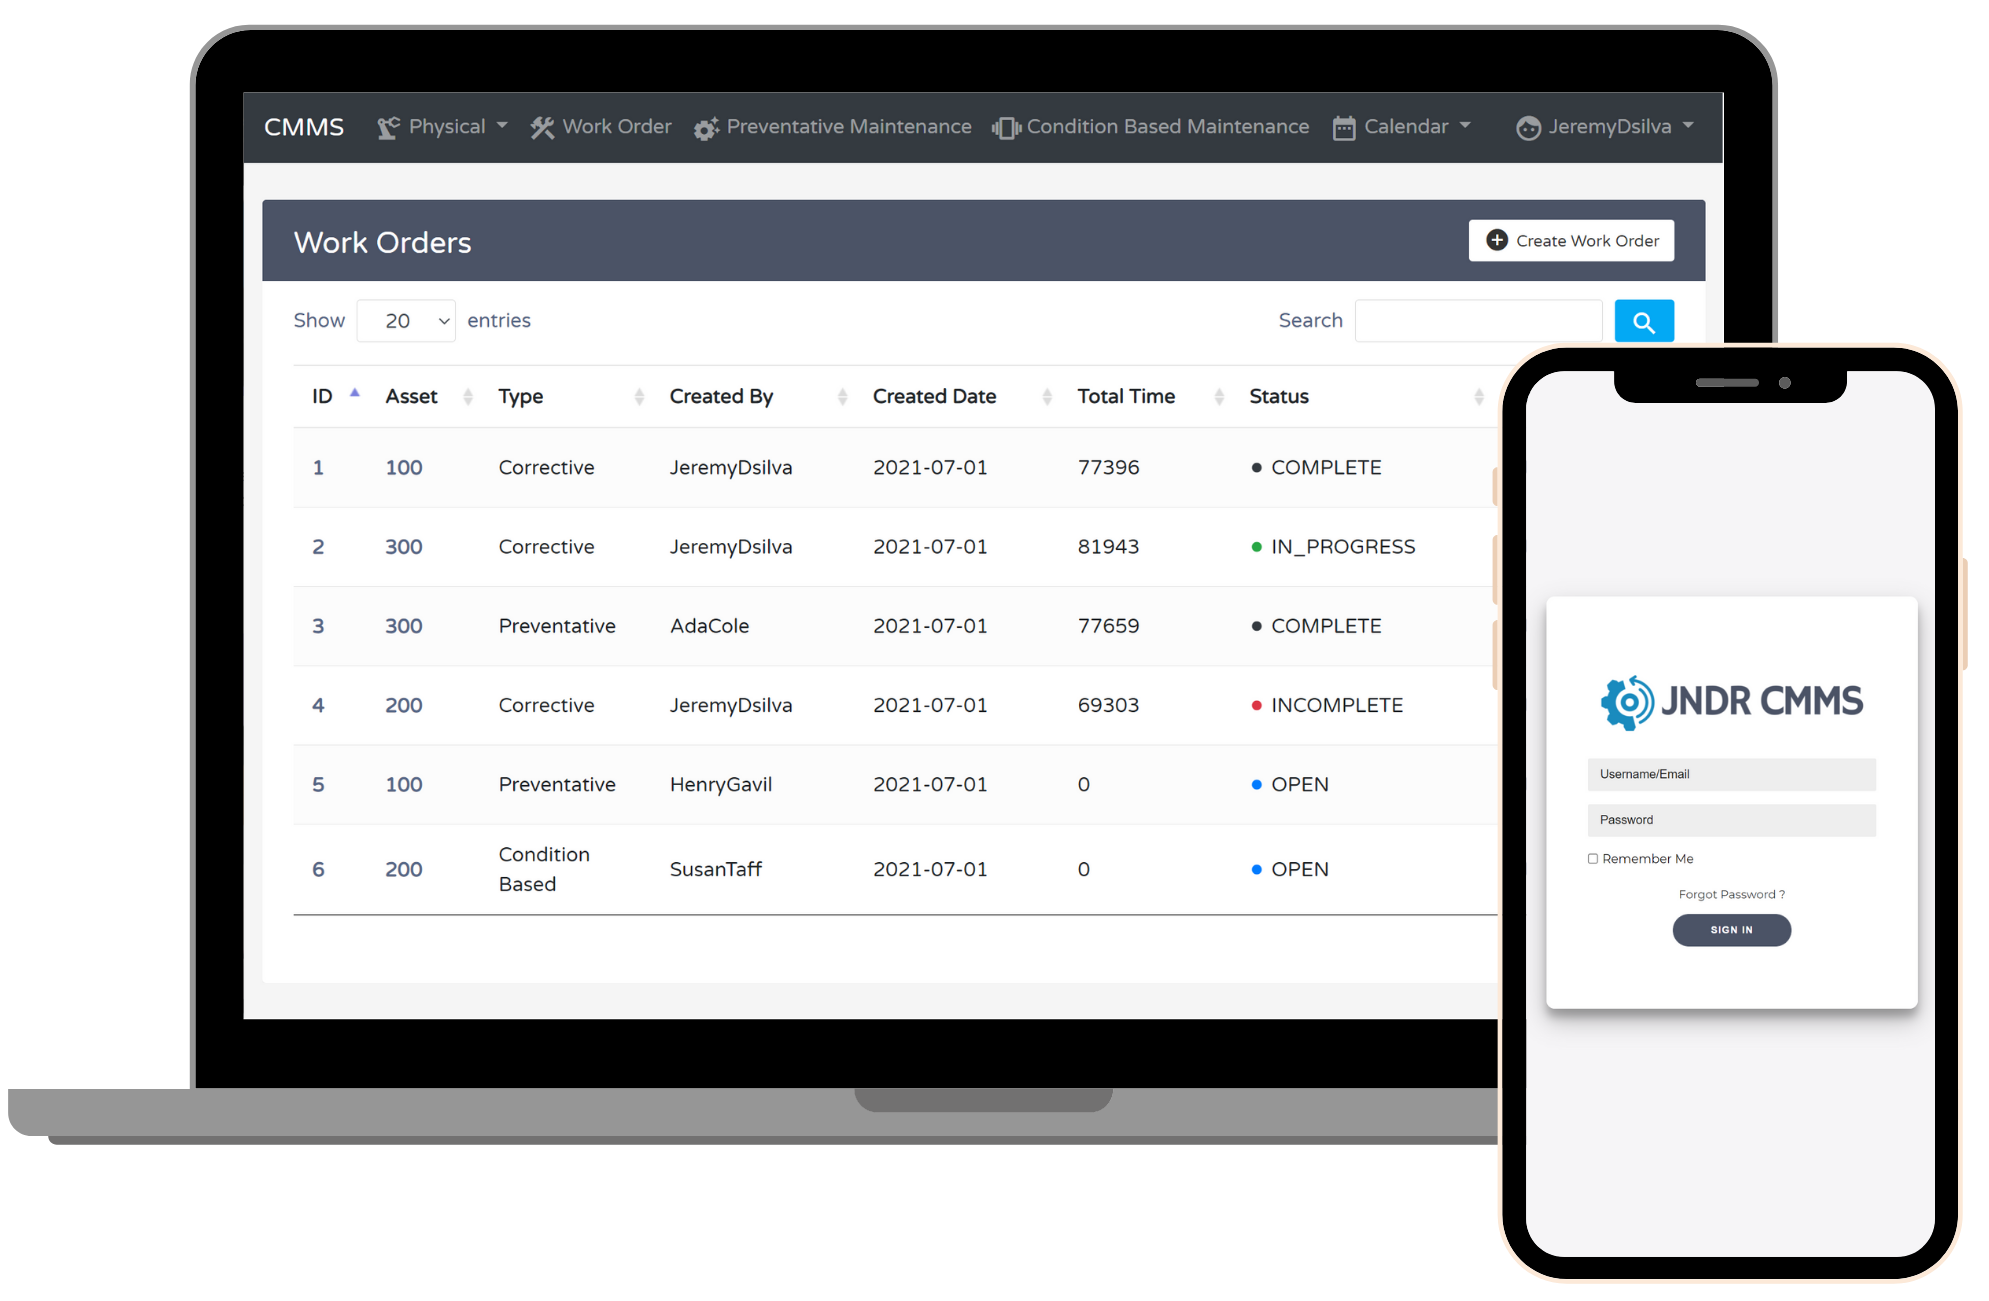 CMMS Physical Work Order Preventative Maintenance Condition Based Maintenance Calendar JeremyDsilva
Work Orders Create Work Order
Show 20 entries Search
ID Asset Type Created By Created Date Total Time Status
1 100 Corrective JeremyDsilva 2021-07-01 77396 COMPLETE
2 300 Corrective JeremyDsilva 2021-07-01 81943 IN_PROGRESS
3 300 Preventative AdaCole 2021-07-01 77659 COMPLETE
4 200 Corrective JeremyDsilva 2021-07-01 69303 INCOMPLETE
5 100 Preventative HenryGavil 2021-07-01 0 OPEN
6 200 Condition Based SusanTaff 2021-07-01 0 OPEN
JNDR CMMS
Username/Email
Password
Remember Me
Forgot Password ?
SIGN IN